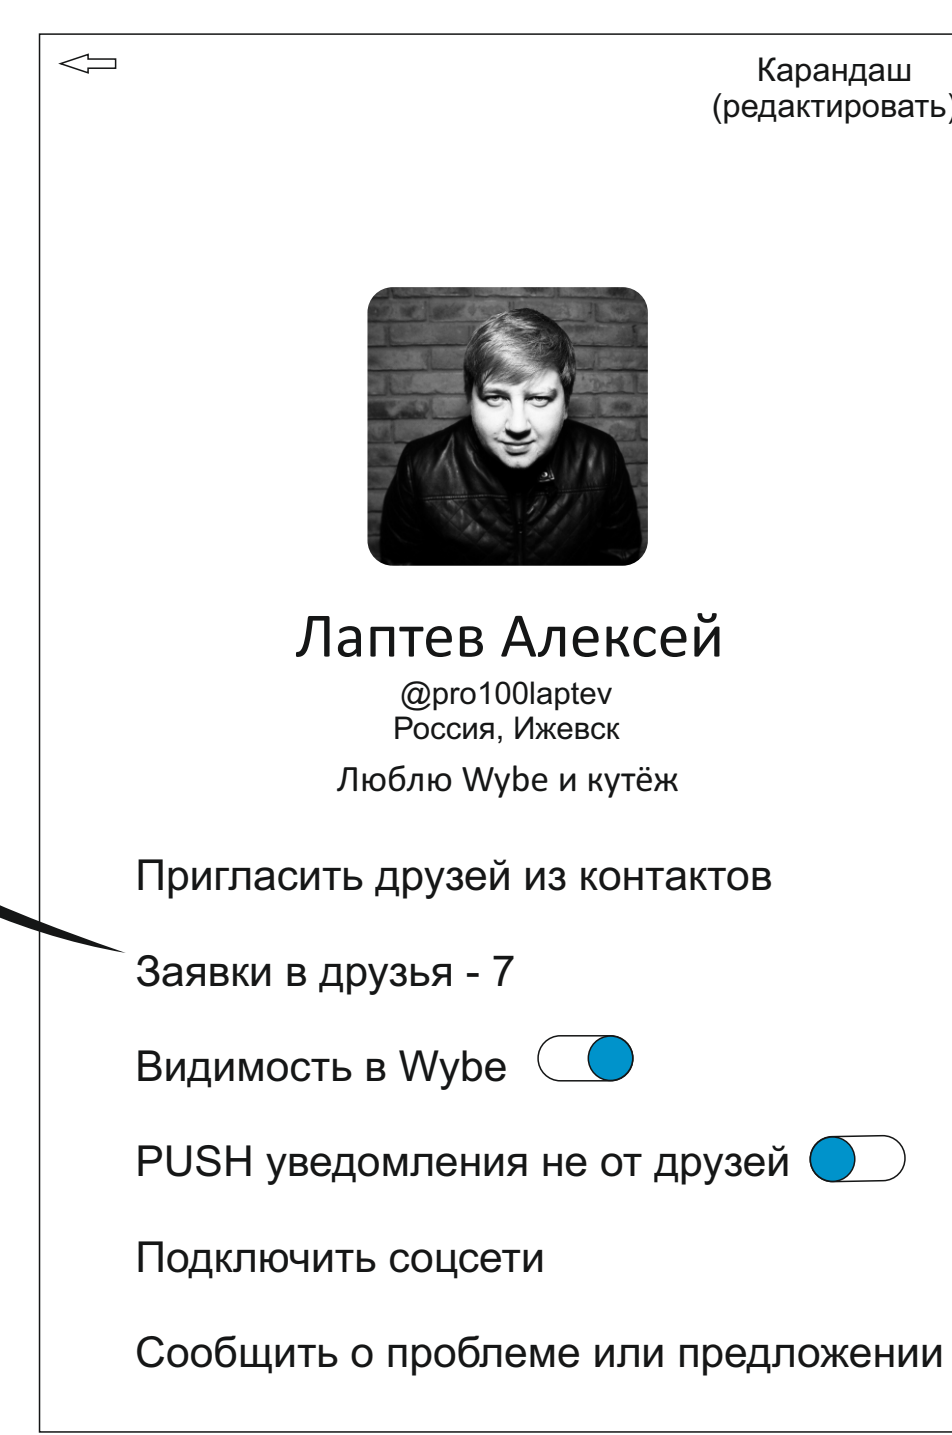 Карандаш
(редактировать)
Лаптев Алексей
@pro100laptev
Россия, Ижевск
Люблю Wybe и кутёж
Пригласить друзей из контактов
Заявки в друзья - 7
Видимость в Wybe
PUSH уведомления не от друзей
Подключить соцсети
Сообщить о проблеме или предложении